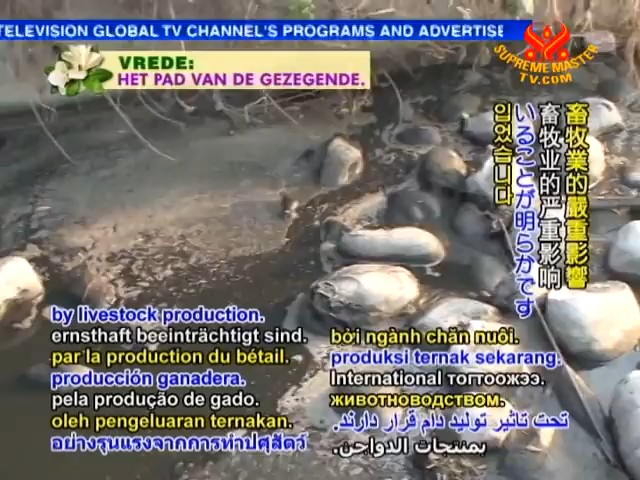 TELEVISION GLOBAL TV CHANNEL'S PROGRAMS AND ADVERTISE
SUPREME MASTER
TV.COM
VREDE:
HET PAD VAN DE GEZEGENDE.
畜牧業的嚴重影響
畜牧业的严重影响
いることが明らかです
입었습니다
by livestock production.
ernsthaft beeinträchtigt sind.
par la production du bétail.
producción ganadera.
pela produção de gado.
oleh pengeluaran ternakan.
อย่างรุนแรงจากการทำปศุสัตว์
bởi ngành chăn nuôi.
produksi ternak sekarang.
International тогтоожээ.
животноводством.
تحت تاثیر تولید دام قرار دارند.
بمنتجات الدواجن.